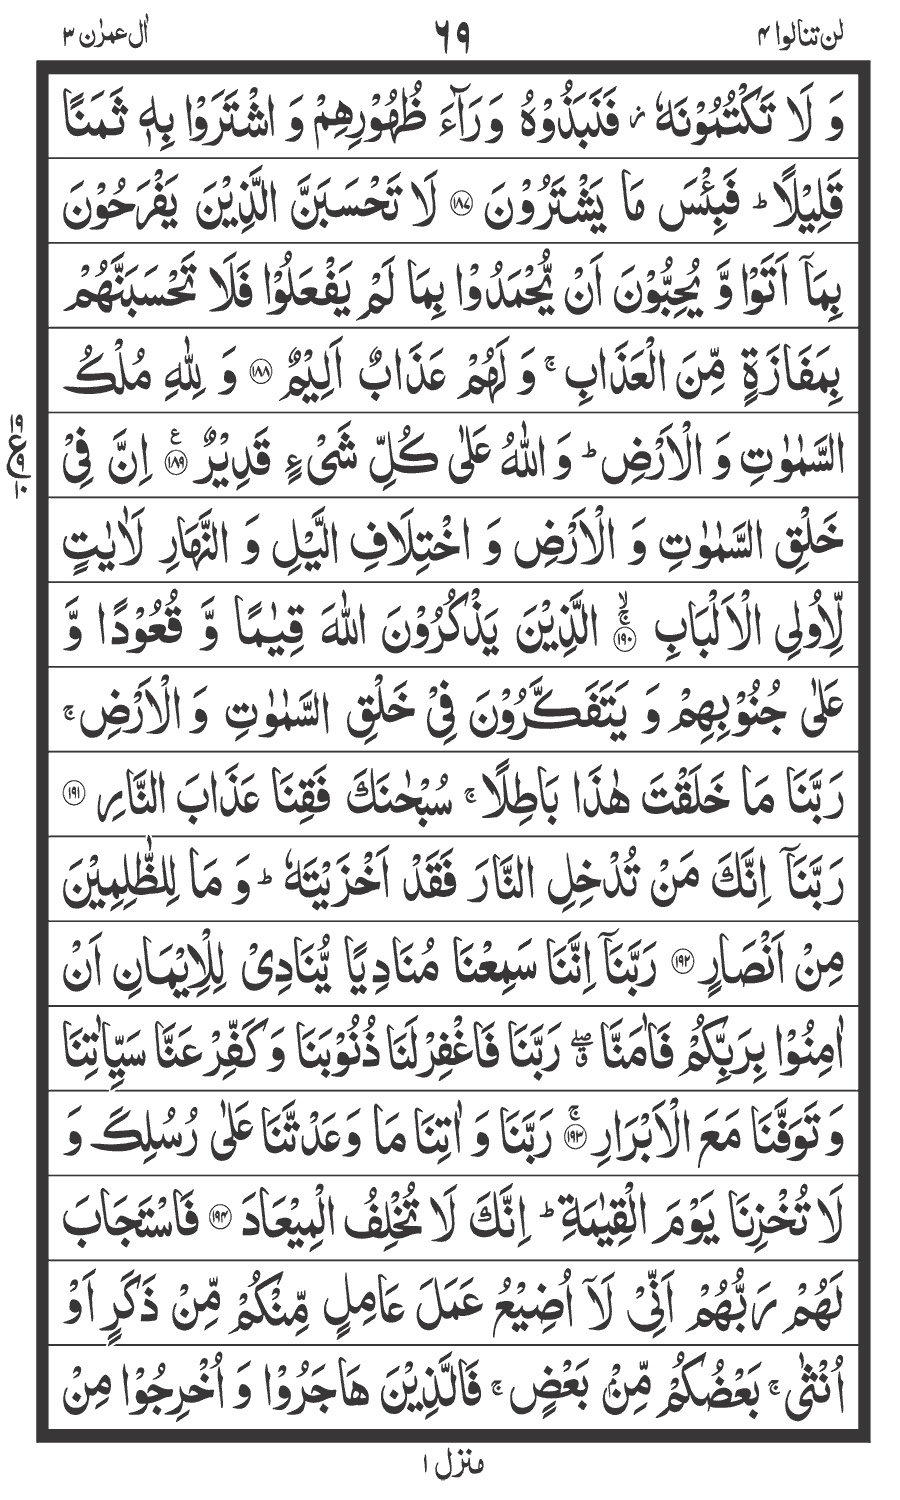 لن تنالوا ۴ ۶۹ اٰل عمرٰن ۳
وَ لَا تَكْتُمُوْنَهٗ ؗ فَنَبَذُوْهُ وَرَآءَ ظُهُوْرِهِمْ وَ اشْتَرَوْا بِهٖ ثَمَنًا
قَلِیْلًا ؕ فَبِئْسَ مَا یَشْتَرُوْنَ ﴿۱۸۷﴾ لَا تَحْسَبَنَّ الَّذِیْنَ یَفْرَحُوْنَ
بِمَاۤ اَتَوْا وَّ یُحِبُّوْنَ اَنْ یُّحْمَدُوْا بِمَا لَمْ یَفْعَلُوْا فَلَا تَحْسَبَنَّهُمْ
بِمَفَازَةٍ مِّنَ الْعَذَابِ ۚ وَ لَهُمْ عَذَابٌ اَلِیْمٌ ﴿۱۸۸﴾ وَ لِلّٰهِ مُلْكُ
السَّمٰوٰتِ وَ الْاَرْضِ ؕ وَ اللّٰهُ عَلٰی كُلِّ شَیْءٍ قَدِیْرٌ ﴿۱۸۹﴾ ع اِنَّ فِیْ
۱۹ ع ۹ ۱۰
خَلْقِ السَّمٰوٰتِ وَ الْاَرْضِ وَ اخْتِلَافِ الَّیْلِ وَ النَّهَارِ لَاٰیٰتٍ
لِّاُولِی الْاَلْبَابِ ﴿۱۹۰﴾ ۚۙ الَّذِیْنَ یَذْكُرُوْنَ اللّٰهَ قِیٰمًا وَّ قُعُوْدًا وَّ
عَلٰی جُنُوْبِهِمْ وَ یَتَفَكَّرُوْنَ فِیْ خَلْقِ السَّمٰوٰتِ وَ الْاَرْضِ ۚ
رَبَّنَا مَا خَلَقْتَ هٰذَا بَاطِلًا ۚ سُبْحٰنَكَ فَقِنَا عَذَابَ النَّارِ ﴿۱۹۱﴾
رَبَّنَاۤ اِنَّكَ مَنْ تُدْخِلِ النَّارَ فَقَدْ اَخْزَیْتَهٗ ؕ وَ مَا لِلظّٰلِمِیْنَ
مِنْ اَنْصَارٍ ﴿۱۹۲﴾ رَبَّنَاۤ اِنَّنَا سَمِعْنَا مُنَادِیًا یُّنَادِیْ لِلْاِیْمَانِ اَنْ
اٰمِنُوْا بِرَبِّكُمْ فَاٰمَنَّا ۖۗ رَبَّنَا فَاغْفِرْ لَنَا ذُنُوْبَنَا وَ كَفِّرْ عَنَّا سَیِّاٰتِنَا
وَ تَوَفَّنَا مَعَ الْاَبْرَارِ ﴿۱۹۳﴾ ۚ رَبَّنَا وَ اٰتِنَا مَا وَعَدْتَّنَا عَلٰی رُسُلِكَ وَ
لَا تُخْزِنَا یَوْمَ الْقِیٰمَةِ ؕ اِنَّكَ لَا تُخْلِفُ الْمِیْعَادَ ﴿۱۹۴﴾ فَاسْتَجَابَ
لَهُمْ رَبُّهُمْ اَنِّیْ لَاۤ اُضِیْعُ عَمَلَ عَامِلٍ مِّنْكُمْ مِّنْ ذَكَرٍ اَوْ
اُنْثٰی ۚ بَعْضُكُمْ مِّنْۢ بَعْضٍ ۚ فَالَّذِیْنَ هَاجَرُوْا وَ اُخْرِجُوْا مِنْ
منزل ۱